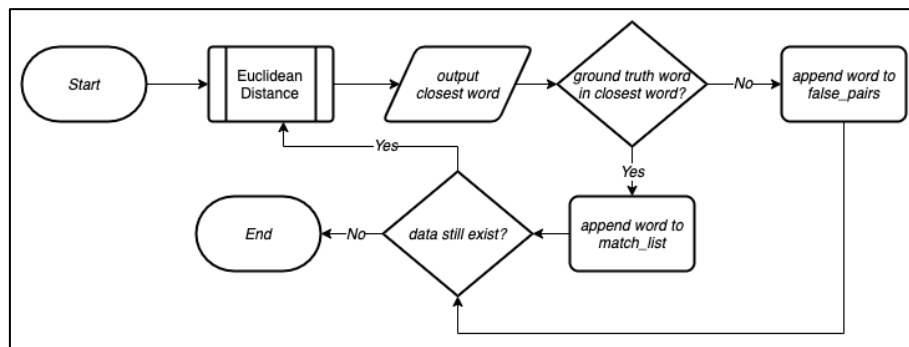 Start
Euclidean
Distance
output
closest word
ground truth word
in closest word?
No
append word to
false_pairs
Yes
Yes
End
No
data still exist?
append word to
match_list